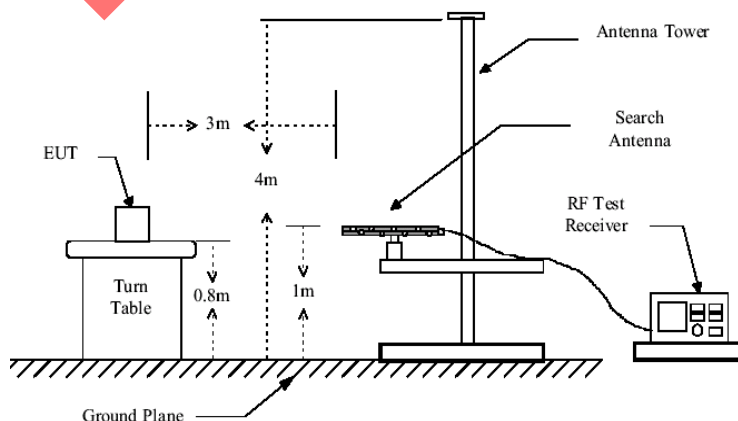 Antenna Tower
3m
Search
Antenna
EUT
4m
RF Test
Receiver
Turn
Table
0.8m
1m
Ground Plane